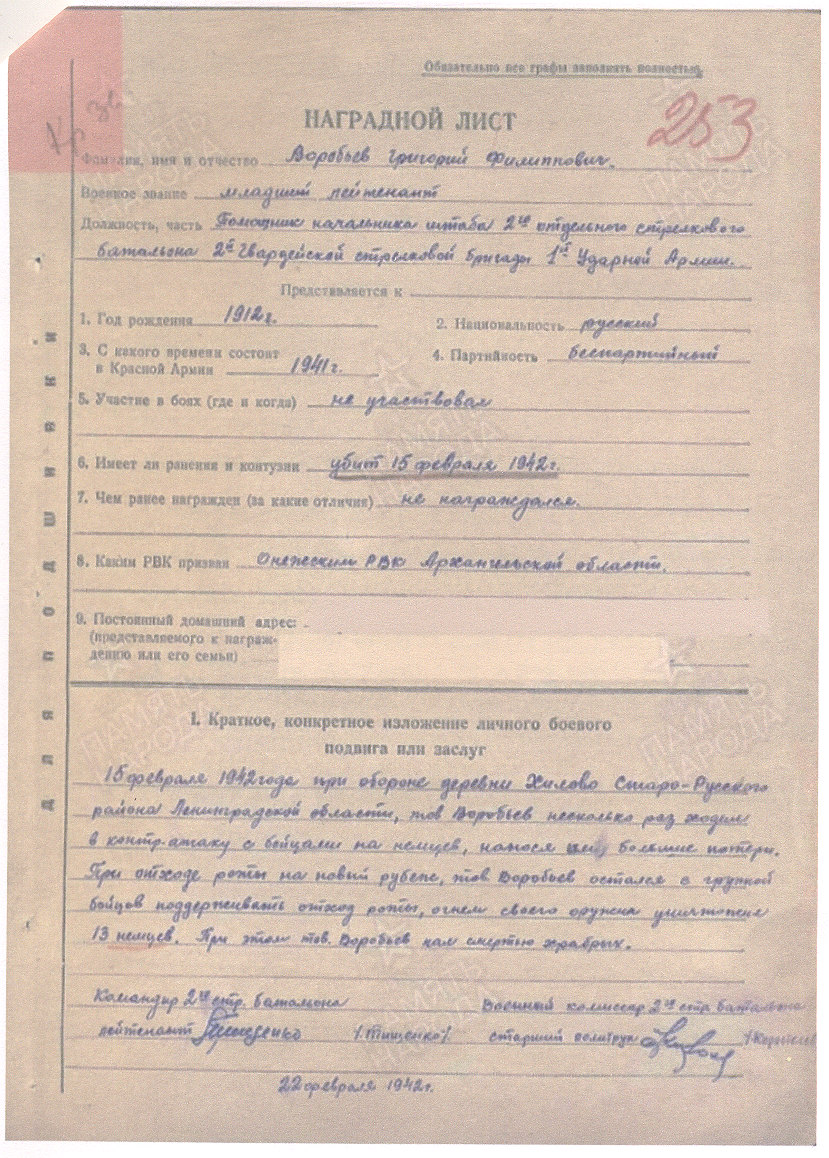 Обязательно все графы заполнять полностью.
Кр зв
253
НАГРАДНОЙ ЛИСТ
Фамилия, имя и отчество Воробьев Григорий Филиппович.
Военное звание младший лейтенант
Должность, часть Помощник начальника штаба 2го отдельного стрелкового
батальона 2й Гвардейской стрелковой бригады 1й Ударной Армии.
Представляется к
1. Год рождения 1912г. 2. Национальность русский
3. С какого времени состоит
в Красной Армии 1941г. 4. Партийность беспартийный
5. Участие в боях (где и когда) не участвовал
6. Имеет ли ранения и контузии убит 15 февраля 1942г.
7. Чем ранее награжден (за какие отличия) не награждался.
8. Каким РВК призван Онежским РВК Архангельской области.
9. Постоянный домашний адрес:
(представляемого к награж-
дению или его семьи)
для подшивки
I. Краткое, конкретное изложение личного боевого
подвига или заслуг
15 февраля 1942 года при обороне деревни Хилово Старо-Русского
района Ленинградской области, тов Воробьев несколько раз ходил
в контр-атаку с бойцами на немцев, нанося им большие потери.
При отходе роты на новый рубеж, тов Воробьев остался с группой
бойцов поддерживать отход роты, огнем своего оружия уничтожил
13 немцев. При этом тов. Воробьев пал смертью храбрых.
Командир 2го стр. батальона Военный комиссар 2го стр. батальона
лейтенант /Тищенко/ старший политрук
22 февраля 1942г.
ПАМЯТЬ НАРОДА